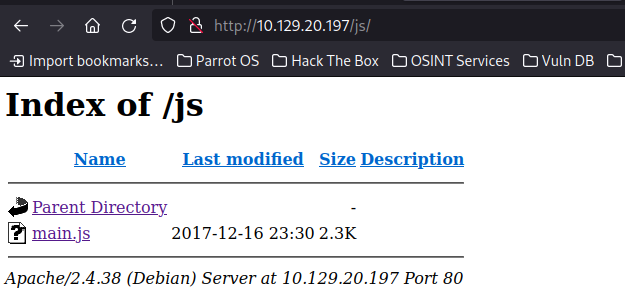 http://10.129.20.197/js/
Import bookmarks... Parrot OS Hack The Box OSINT Services Vuln DB
Index of /js
Name Last modified Size Description
Parent Directory -
main.js 2017-12-16 23:30 2.3K
Apache/2.4.38 (Debian) Server at 10.129.20.197 Port 80